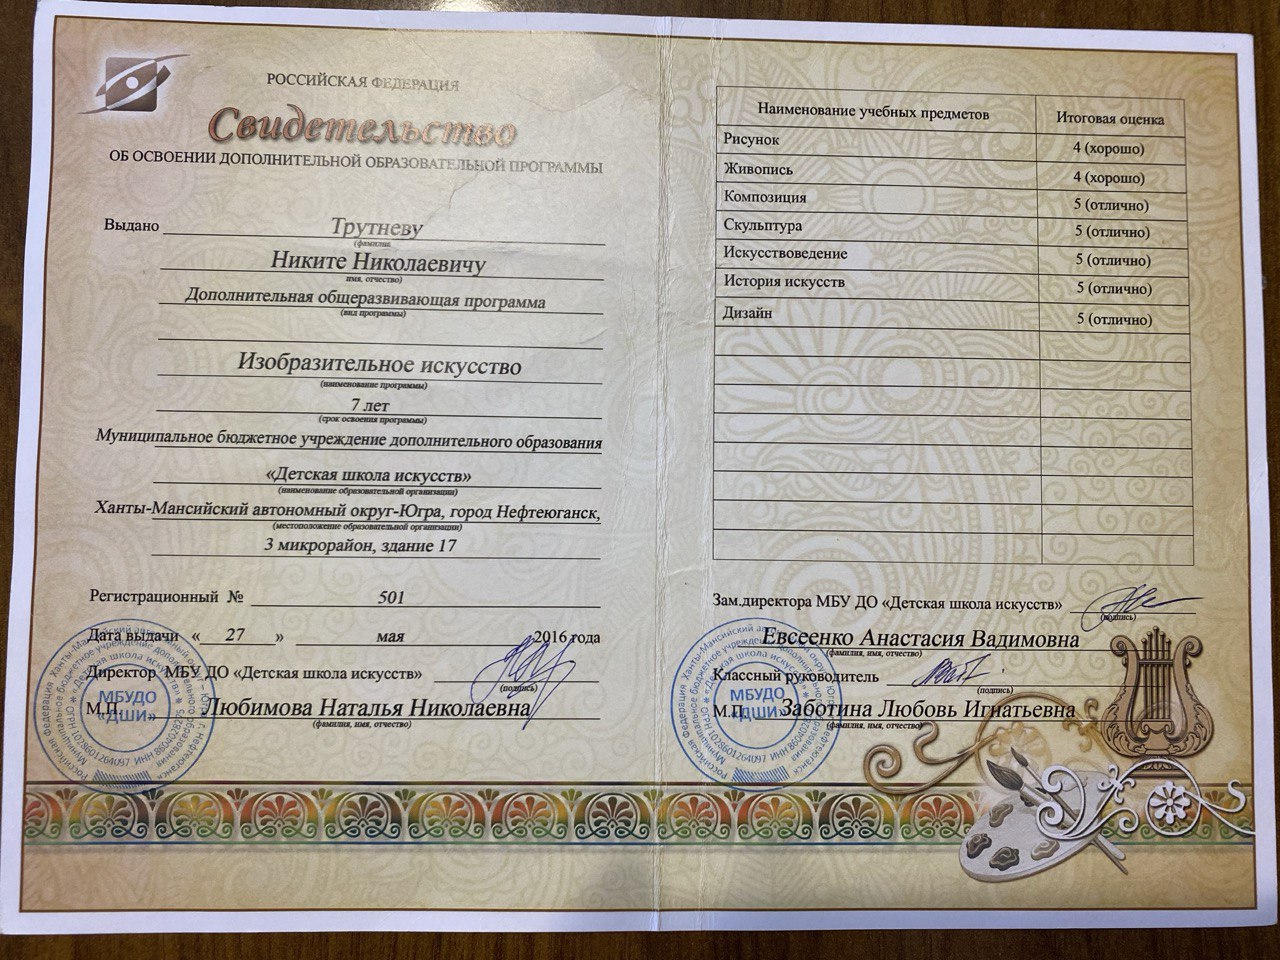 РОССИЙСКАЯ ФЕДЕРАЦИЯ
Свидетельство
ОБ ОСВОЕНИИ ДОПОЛНИТЕЛЬНОЙ ОБРАЗОВАТЕЛЬНОЙ ПРОГРАММЫ
Выдано Трутневу
(фамилия)
Никите Николаевичу
имя, отчество)
Дополнительная общеразвивающая программа
(вид программы)
Изобразительное искусство
(наименование программы)
7 лет
(срок освоения программы)
Муниципальное бюджетное учреждение дополнительного образования
«Детская школа искусств»
(наименование образовательной организации)
Ханты-Мансийский автономный округ-Югра, город Нефтеюганск,
(местоположение образовательной организации)
3 микрорайон, здание 17
Регистрационный № 501
Дата выдачи « 27 » мая 2016 года
Директор МБУ ДО «Детская школа искусств»
(подпись)
М.П. Любимова Наталья Николаевна
(фамилия, имя, отчество)
МБУДО
«ДШИ»
Наименование учебных предметов Итоговая оценка
Рисунок 4 (хорошо)
Живопись 4 (хорошо)
Композиция 5 (отлично)
Скульптура 5 (отлично)
Искусствоведение 5 (отлично)
История искусств 5 (отлично)
Дизайн 5 (отлично)
Зам.директора МБУ ДО «Детская школа искусств»
(подпись)
Евсеенко Анастасия Вадимовна
(фамилия, имя, отчество)
Классный руководитель
(подпись)
М.П. Заботина Любовь Игнатьевна
(фамилия, имя, отчество)
МБУДО
«ДШИ»